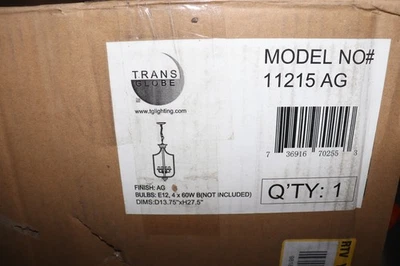 TRANS
GLOBE
www.tglighting.com
MODEL NO#
11215 AG
7 36916 70255 3
FINISH: AG
BULBS: E12, 4 x 60W B(NOT INCLUDED)
DIMS:D13.75"xH27.5"
Q'TY: 1
RTV